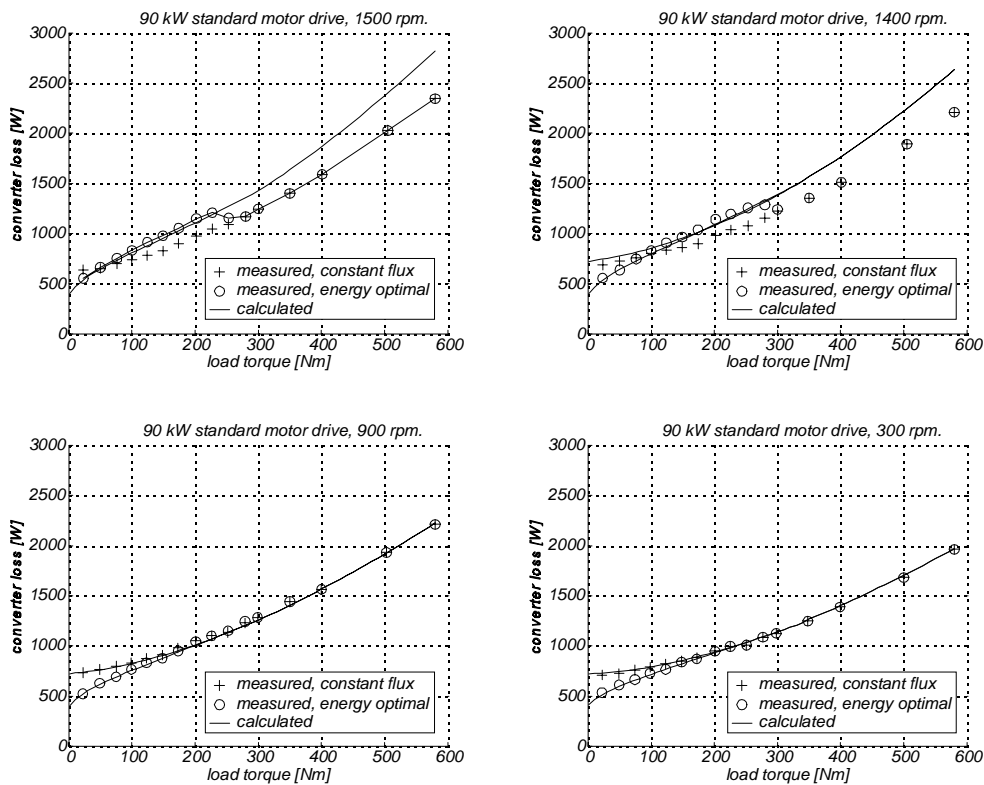 90 kW standard motor drive, 1500 rpm.
3000
2500
2000
1500
1000
500
0
converter loss [W]
+ measured, constant flux
○ measured, energy optimal
— calculated
0 100 200 300 400 500 600
load torque [Nm]
90 kW standard motor drive, 1400 rpm.
3000
2500
2000
1500
1000
500
0
converter loss [W]
+ measured, constant flux
○ measured, energy optimal
— calculated
0 100 200 300 400 500 600
load torque [Nm]
90 kW standard motor drive, 900 rpm.
3000
2500
2000
1500
1000
500
0
converter loss [W]
+ measured, constant flux
○ measured, energy optimal
— calculated
0 100 200 300 400 500 600
load torque [Nm]
90 kW standard motor drive, 300 rpm.
3000
2500
2000
1500
1000
500
0
converter loss [W]
+ measured, constant flux
○ measured, energy optimal
— calculated
0 100 200 300 400 500 600
load torque [Nm]